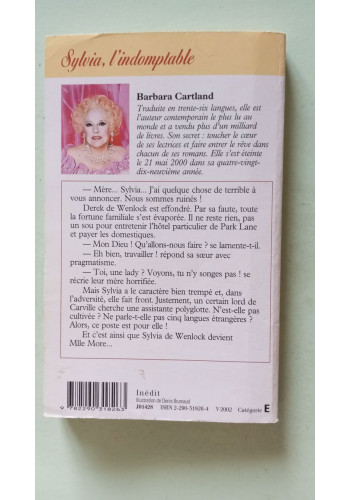 Sylvia, l'indomptable
Barbara Cartland
Traduite en trente-six langues, elle est
l'auteur contemporain le plus lu au
monde et a vendu plus d'un milliard
de livres. Son secret : toucher le cœur
de ses lectrices et faire entrer le rêve dans
chacun de ses romans. Elle s'est éteinte
le 21 mai 2000 dans sa quatre-vingt-
dix-neuvième année.
— Mère... Sylvia... J'ai quelque chose de terrible à
vous annoncer. Nous sommes ruinés !
Derek de Wenlock est effondré. Par sa faute, toute
la fortune familiale s'est évaporée. Il ne reste rien, pas
un sou pour entretenir l'hôtel particulier de Park Lane
et payer les domestiques.
— Mon Dieu ! Qu'allons-nous faire ? se lamente-t-il.
— Eh bien, travailler ! répond sa sœur avec
pragmatisme.
— Toi, une lady ? Voyons, tu n'y songes pas ! se
récrie leur mère horrifiée.
Mais Sylvia a le caractère bien trempé et, dans
l'adversité, elle fait front. Justement, un certain lord de
Carville cherche une assistante polyglotte. N'est-elle pas
cultivée ? Ne parle-t-elle pas cinq langues étrangères ?
Alors, ce poste est pour elle !
Et c'est ainsi que Sylvia de Wenlock devient
Mlle More...
Inédit
Illustration de
J01428 ISBN 2-290-31826-4 V2002 Catégorie E
9 782290 318263